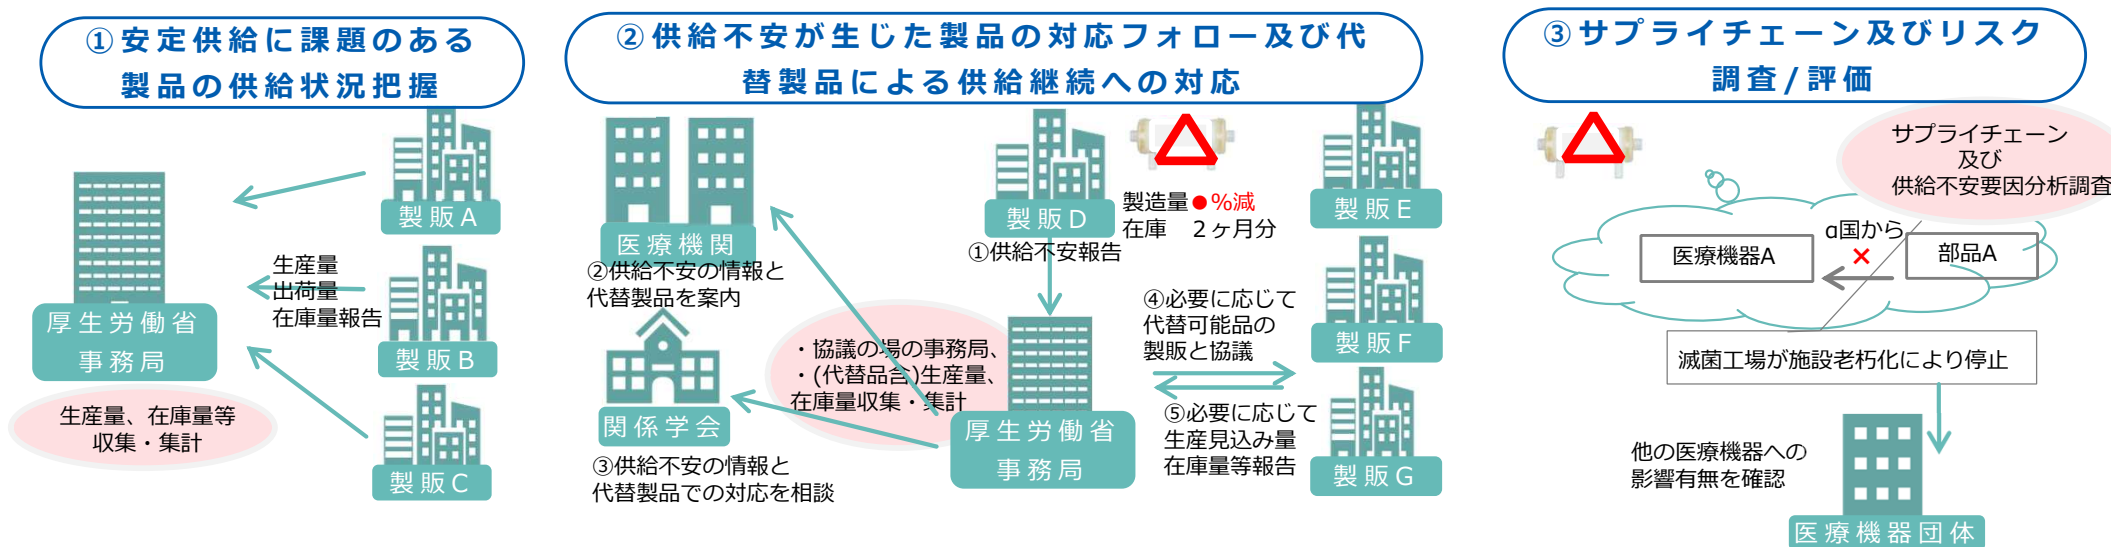 ①安定供給に課題のある
製品の供給状況把握
製販A
厚生労働省
事務局
生産量
出荷量
在庫量報告
製販B
生産量、在庫量等
収集・集計
製販C
②供給不安が生じた製品の対応フォロー及び代
替製品による供給継続への対応
医療機関
②供給不安の情報と
代替製品を案内
製販D
①供給不安報告
製造量●%減
在庫 2ヶ月分
製販E
・協議の場の事務局、
・(代替品含)生産量、
在庫量収集・集計
関係学会
③供給不安の情報と
代替製品での対応を相談
厚生労働省
事務局
④必要に応じて
代替可能品の
製販と協議
製販F
⑤必要に応じて
生産見込み量
在庫量等報告
製販G
③サプライチェーン及びリスク
調査/評価
サプライチェーン
及び
供給不安要因分析調査
医療機器A
α国から
×
部品A
滅菌工場が施設老朽化により停止
他の医療機器への
影響有無を確認
医療機器団体